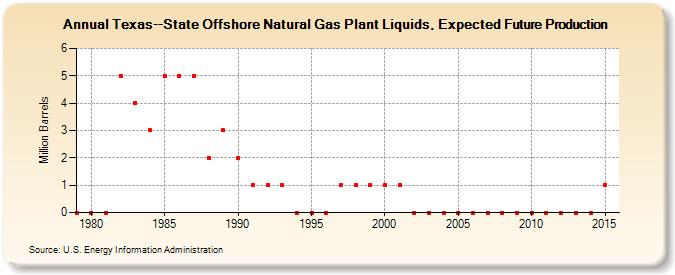 Annual Texas--State Offshore Natural Gas Plant Liquids, Expected Future Production
Million Barrels
6
5
4
3
2
1
0
1980 1985 1990 1995 2000 2005 2010 2015
Source: U.S. Energy Information Administration